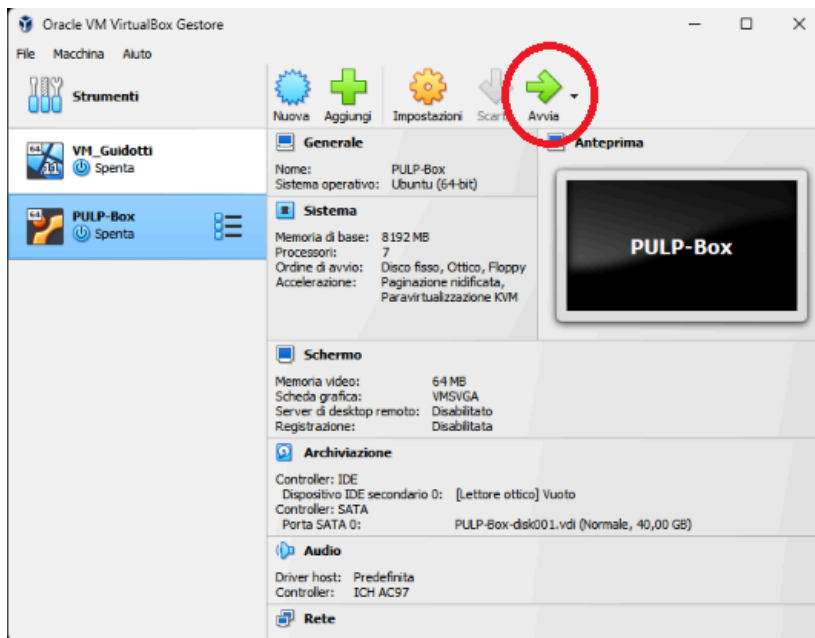 Oracle VM VirtualBox Gestore
File Macchina Aiuto
Strumenti
Nuova Aggiungi Impostazioni Scarta Avvia
64 VM_Guidotti
11 Spenta
64 PULP-Box
Spenta
Generale
Nome: PULP-Box
Sistema operativo: Ubuntu (64-bit)
Sistema
Memoria di base: 8192 MB
Processori: 7
Ordine di avvio: Disco fisso, Ottico, Floppy
Accelerazione: Paginazione nidificata,
Paravirtualizzazione KVM
Anteprima
PULP-Box
Schermo
Memoria video: 64 MB
Scheda grafica: VMSVGA
Server di desktop remoto: Disabilitato
Registrazione: Disabilitata
Archiviazione
Controller: IDE
Dispositivo IDE secondario 0: [Lettore ottico] Vuoto
Controller: SATA
Porta SATA 0: PULP-Box-disk001.vdi (Normale, 40,00 GB)
Audio
Driver host: Predefinita
Controller: ICH AC97
Rete